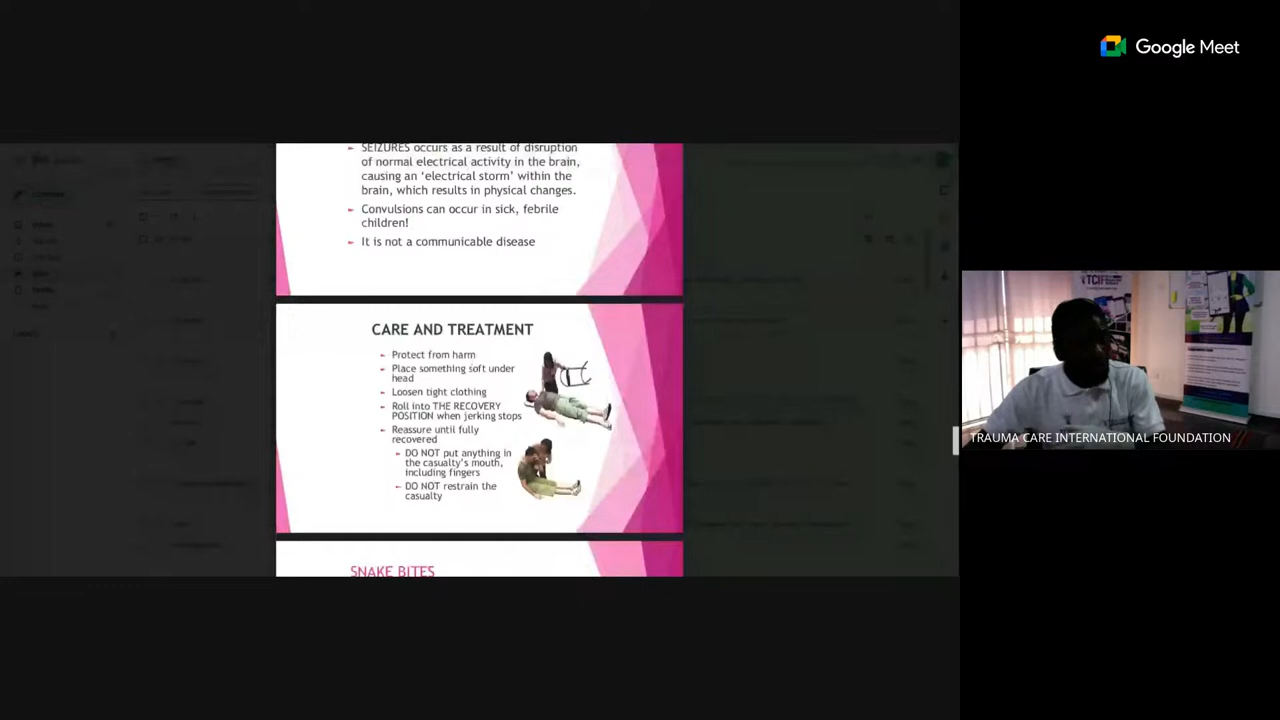 Google Meet
SEIZURES occurs as a result of disruption
of normal electrical activity in the brain,
causing an ‘electrical storm’ within the
brain, which results in physical changes.
Convulsions can occur in sick, febrile
children!
It is not a communicable disease
CARE AND TREATMENT
Protect from harm
Place something soft under
head
Loosen tight clothing
Roll into THE RECOVERY
POSITION when jerking stops
Reassure until fully
recovered
DO NOT put anything in
the casualty's mouth,
including fingers
DO NOT restrain the
casualty
SNAKE BITES
TCIF
TRAUMA CARE INTERNATIONAL FOUNDATION